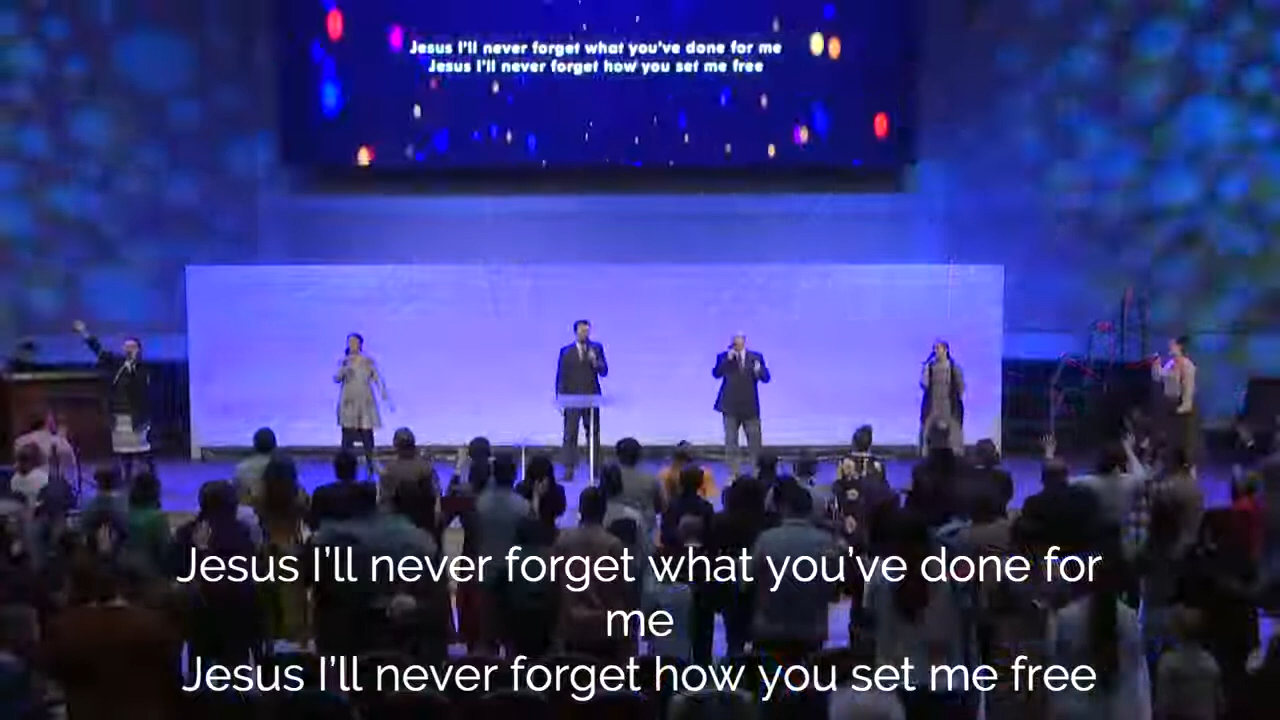 Jesus I'll never forget what you've done for me
Jesus I'll never forget how you set me free
Jesus I'll never forget what you've done for
me
Jesus I'll never forget how you set me free